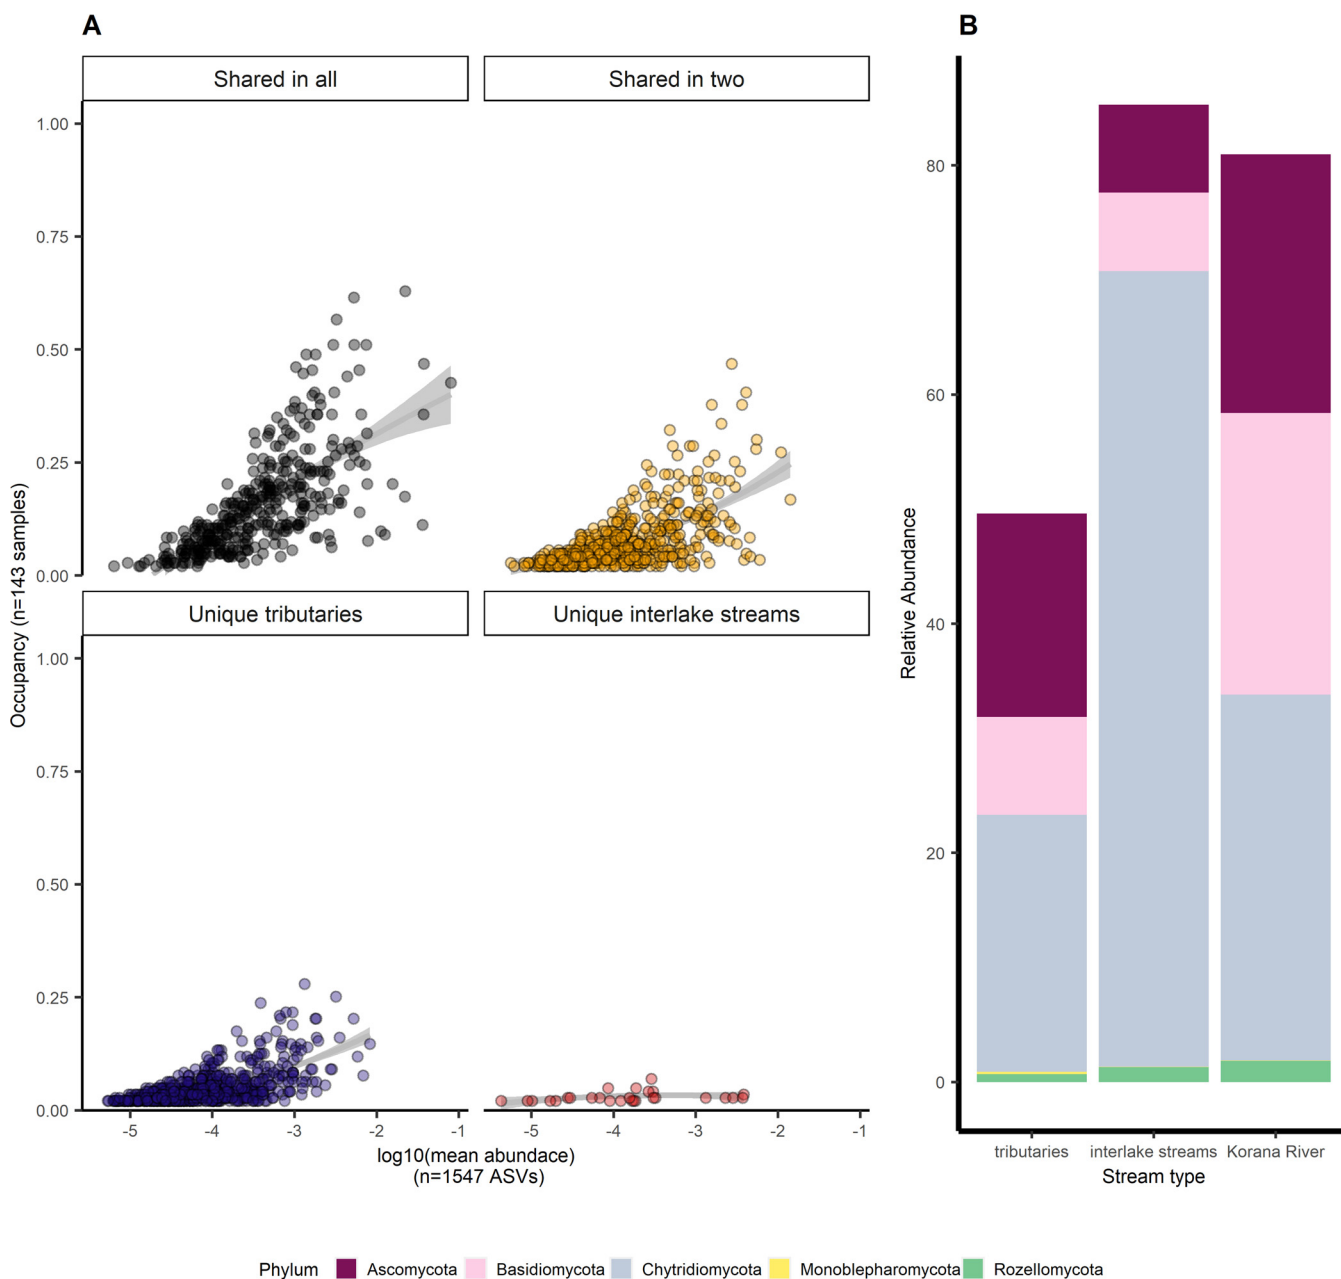 A
B
Shared in all
Shared in two
1.00
0.75
0.50
0.25
0.00
Unique tributaries
Unique interlake streams
1.00
0.75
0.50
0.25
0.00
Occupancy (n=143 samples)
-5 -4 -3 -2 -1
-5 -4 -3 -2 -1
log10(mean abundace)
(n=1547 ASVs)
Relative Abundance
80
60
40
20
0
tributaries interlake streams Korana River
Stream type
Phylum Ascomycota Basidiomycota Chytridiomycota Monoblepharomycota Rozellomycota